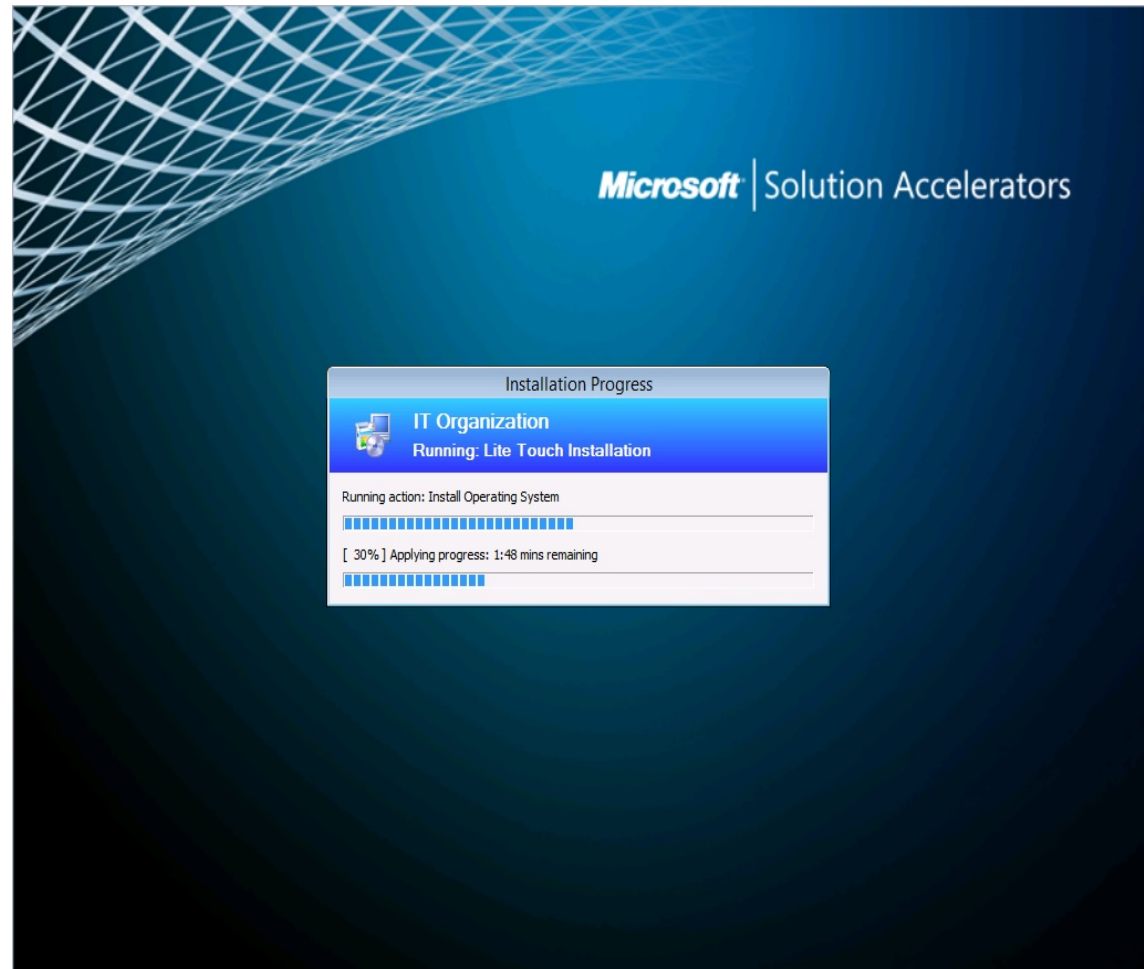 Microsoft | Solution Accelerators
Installation Progress
IT Organization
Running: Lite Touch Installation
Running action: Install Operating System
[ 30% ] Applying progress: 1:48 mins remaining